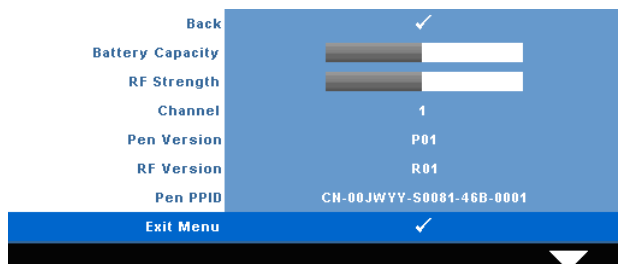 Back ✓
Battery Capacity
RF Strength
Channel 1
Pen Version P01
RF Version R01
Pen PPID CN-00JWYY-S0081-46B-0001
Exit Menu ✓